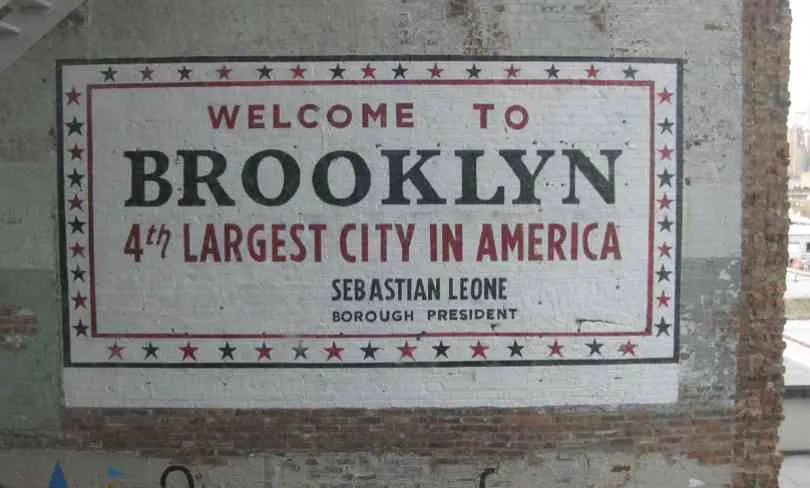 WELCOME TO
BROOKLYN
4th LARGEST CITY IN AMERICA
SEBASTIAN LEONE
BOROUGH PRESIDENT